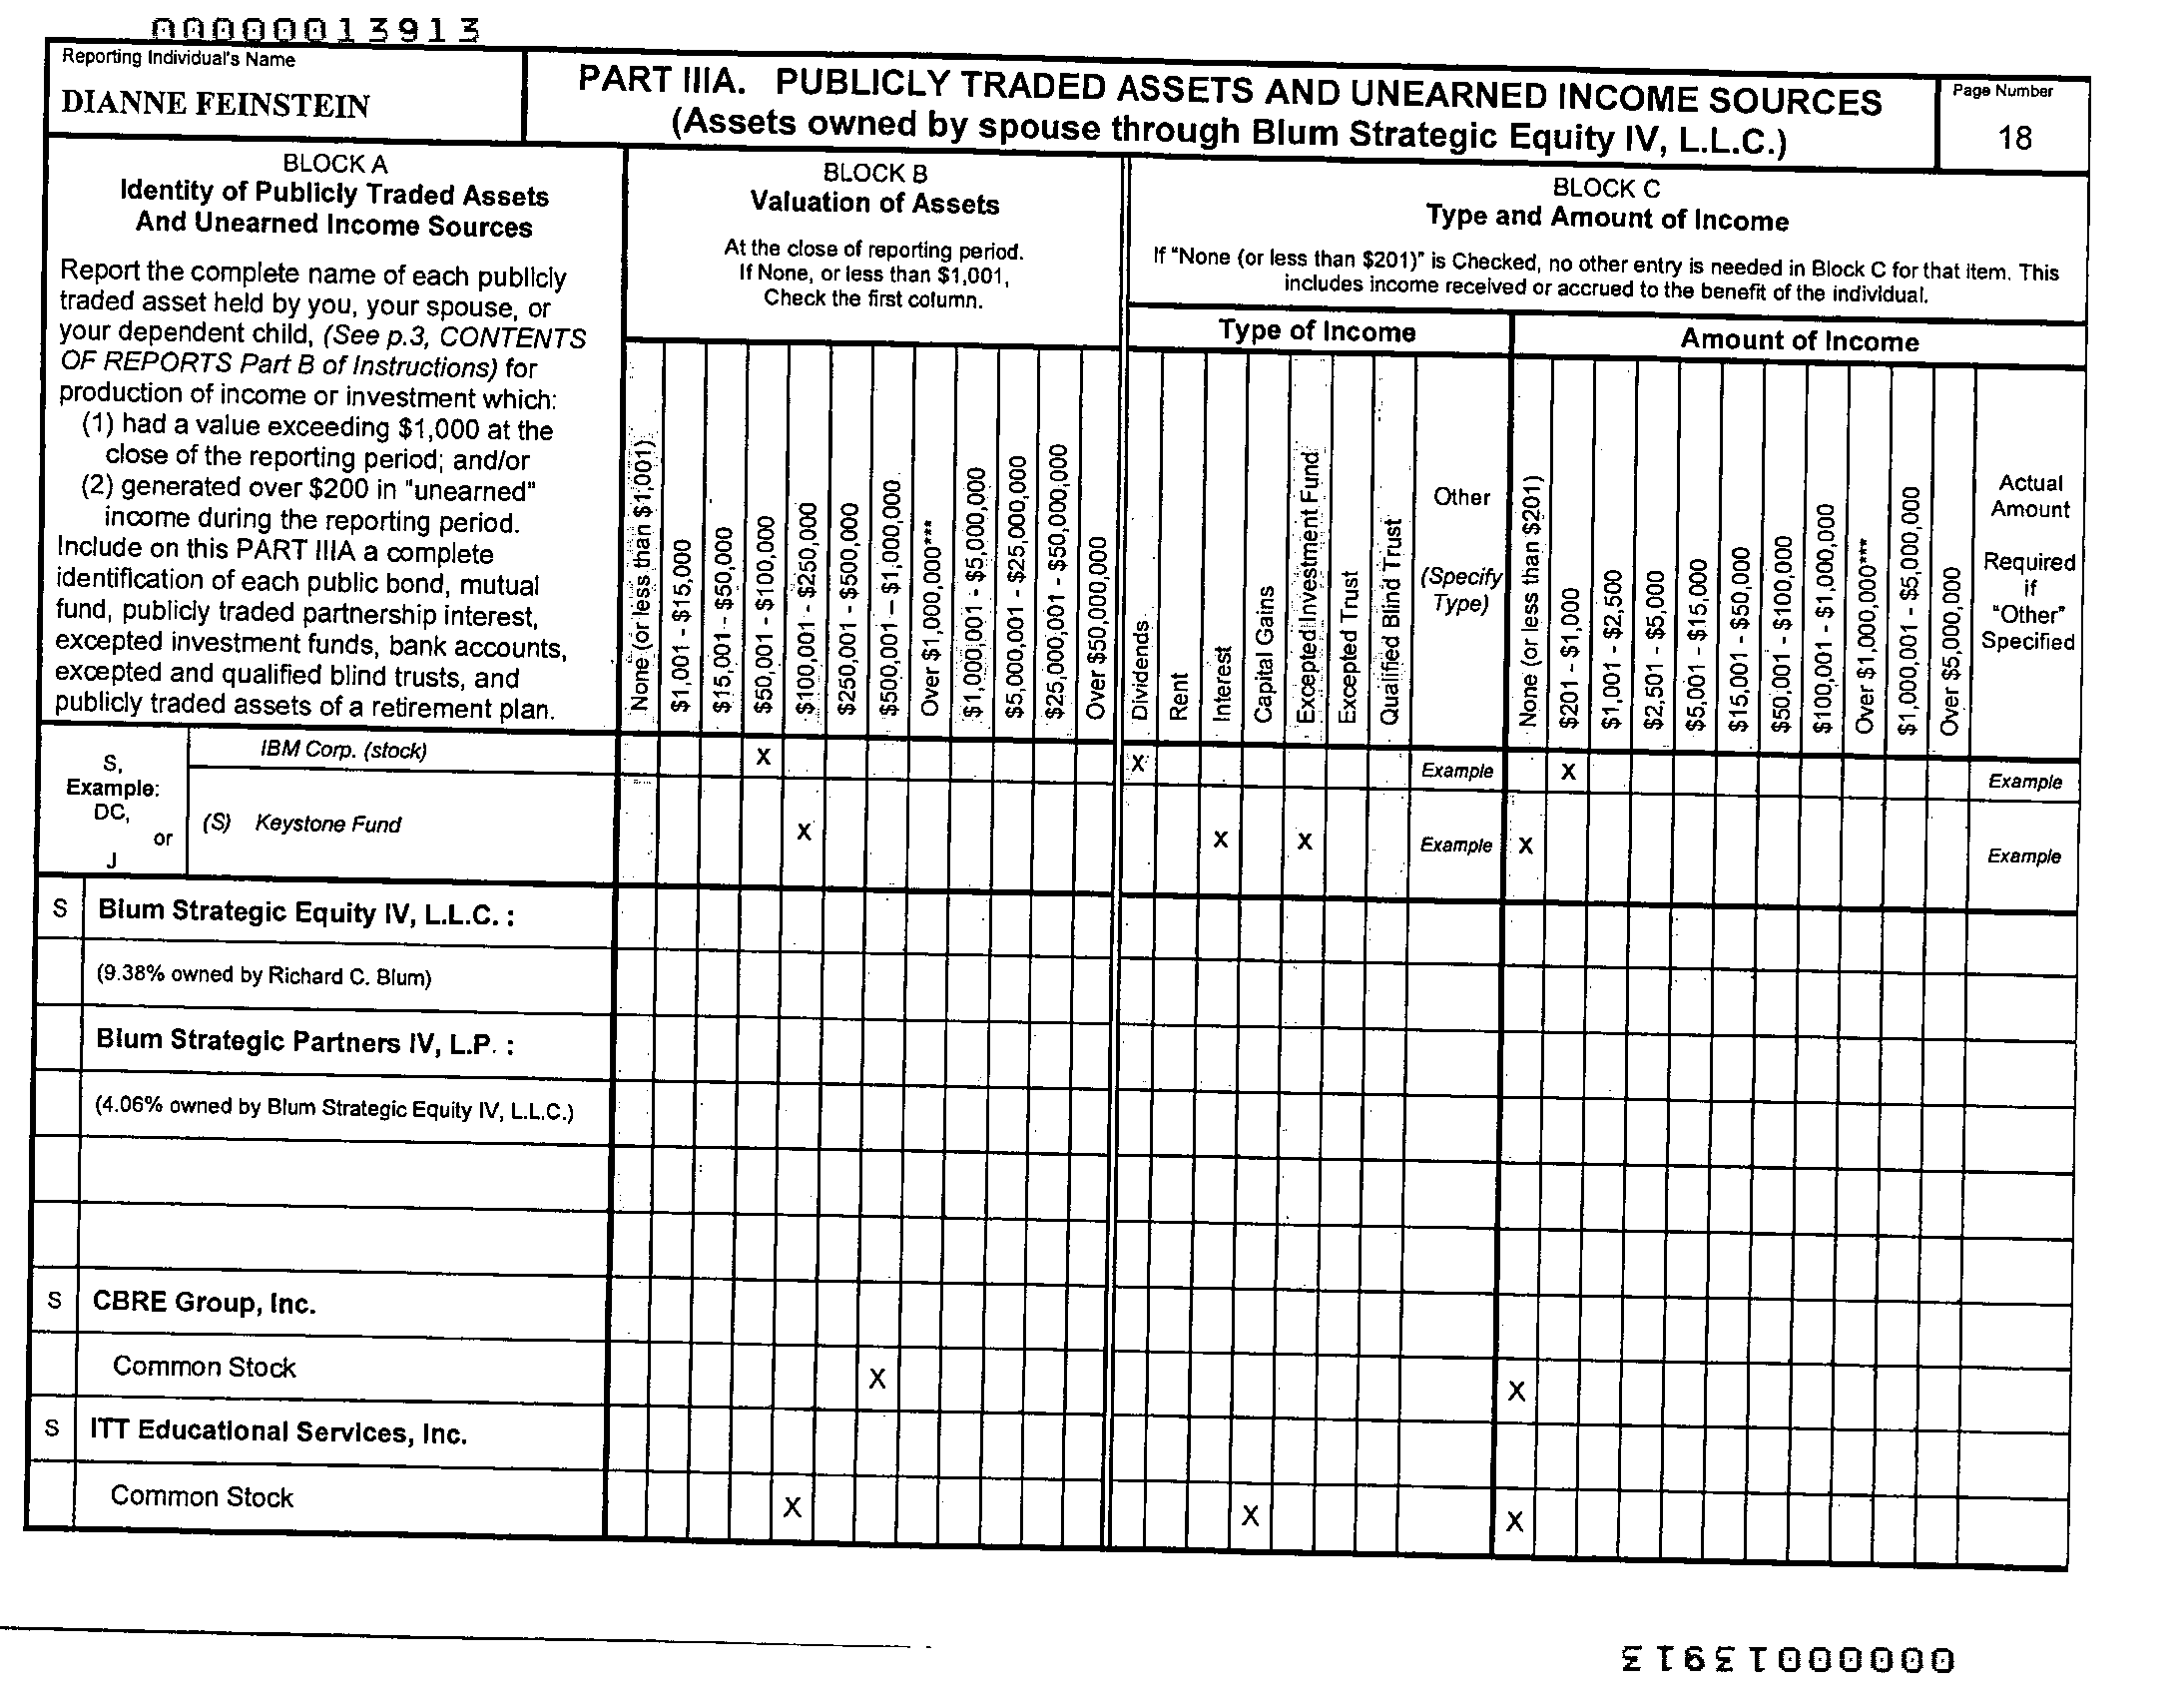 00000013913
Reporting Individual's Name
DIANNE FEINSTEIN
PART IIIA. PUBLICLY TRADED ASSETS AND UNEARNED INCOME SOURCES
(Assets owned by spouse through Blum Strategic Equity IV, L.L.C.)
Page Number
18
BLOCK A
Identity of Publicly Traded Assets
And Unearned Income Sources
Report the complete name of each publicly
traded asset held by you, your spouse, or
your dependent child, (See p.3, CONTENTS
OF REPORTS Part B of Instructions) for
production of income or investment which:
(1) had a value exceeding $1,000 at the
close of the reporting period; and/or
(2) generated over $200 in "unearned"
income during the reporting period.
Include on this PART IIIA a complete
identification of each public bond, mutual
fund, publicly traded partnership interest,
excepted investment funds, bank accounts,
excepted and qualified blind trusts, and
publicly traded assets of a retirement plan.
BLOCK B
Valuation of Assets
At the close of reporting period.
If None, or less than $1,001,
Check the first column.
None (or less than $1,001)
$1,001 - $15,000
$15,001 - $50,000
$50,001 - $100,000
$100,001 - $250,000
$250,001 - $500,000
$500,001 – $1,000,000
Over $1,000,000***
$1,000,001 - $5,000,000
$5,000,001 - $25,000,000
$25,000,001 - $50,000,000
Over $50,000,000
BLOCK C
Type and Amount of Income
If "None (or less than $201)" is Checked, no other entry is needed in Block C for that item. This
includes income received or accrued to the benefit of the individual.
Type of Income
Dividends
Rent
Interest
Capital Gains
Excepted Investment Fund
Excepted Trust
Qualified Blind Trust
Other
(Specify
Type)
Amount of Income
None (or less than $201)
$201 - $1,000
$1,001 - $2,500
$2,501 - $5,000
$5,001 - $15,000
$15,001 - $50,000
$50,001 - $100,000
$100,001 - $1,000,000
Over $1,000,000***
$1,000,001 - $5,000,000
Over $5,000,000
Actual
Amount
Required
if
"Other"
Specified
S,
Example:
DC,
or
J
IBM Corp. (stock) X X Example X Example
(S) Keystone Fund X X X Example X Example
S Blum Strategic Equity IV, L.L.C. :
(9.38% owned by Richard C. Blum)
Blum Strategic Partners IV, L.P. :
(4.06% owned by Blum Strategic Equity IV, L.L.C.)
S CBRE Group, Inc.
Common Stock X X
S ITT Educational Services, Inc.
Common Stock X X X
00000013913